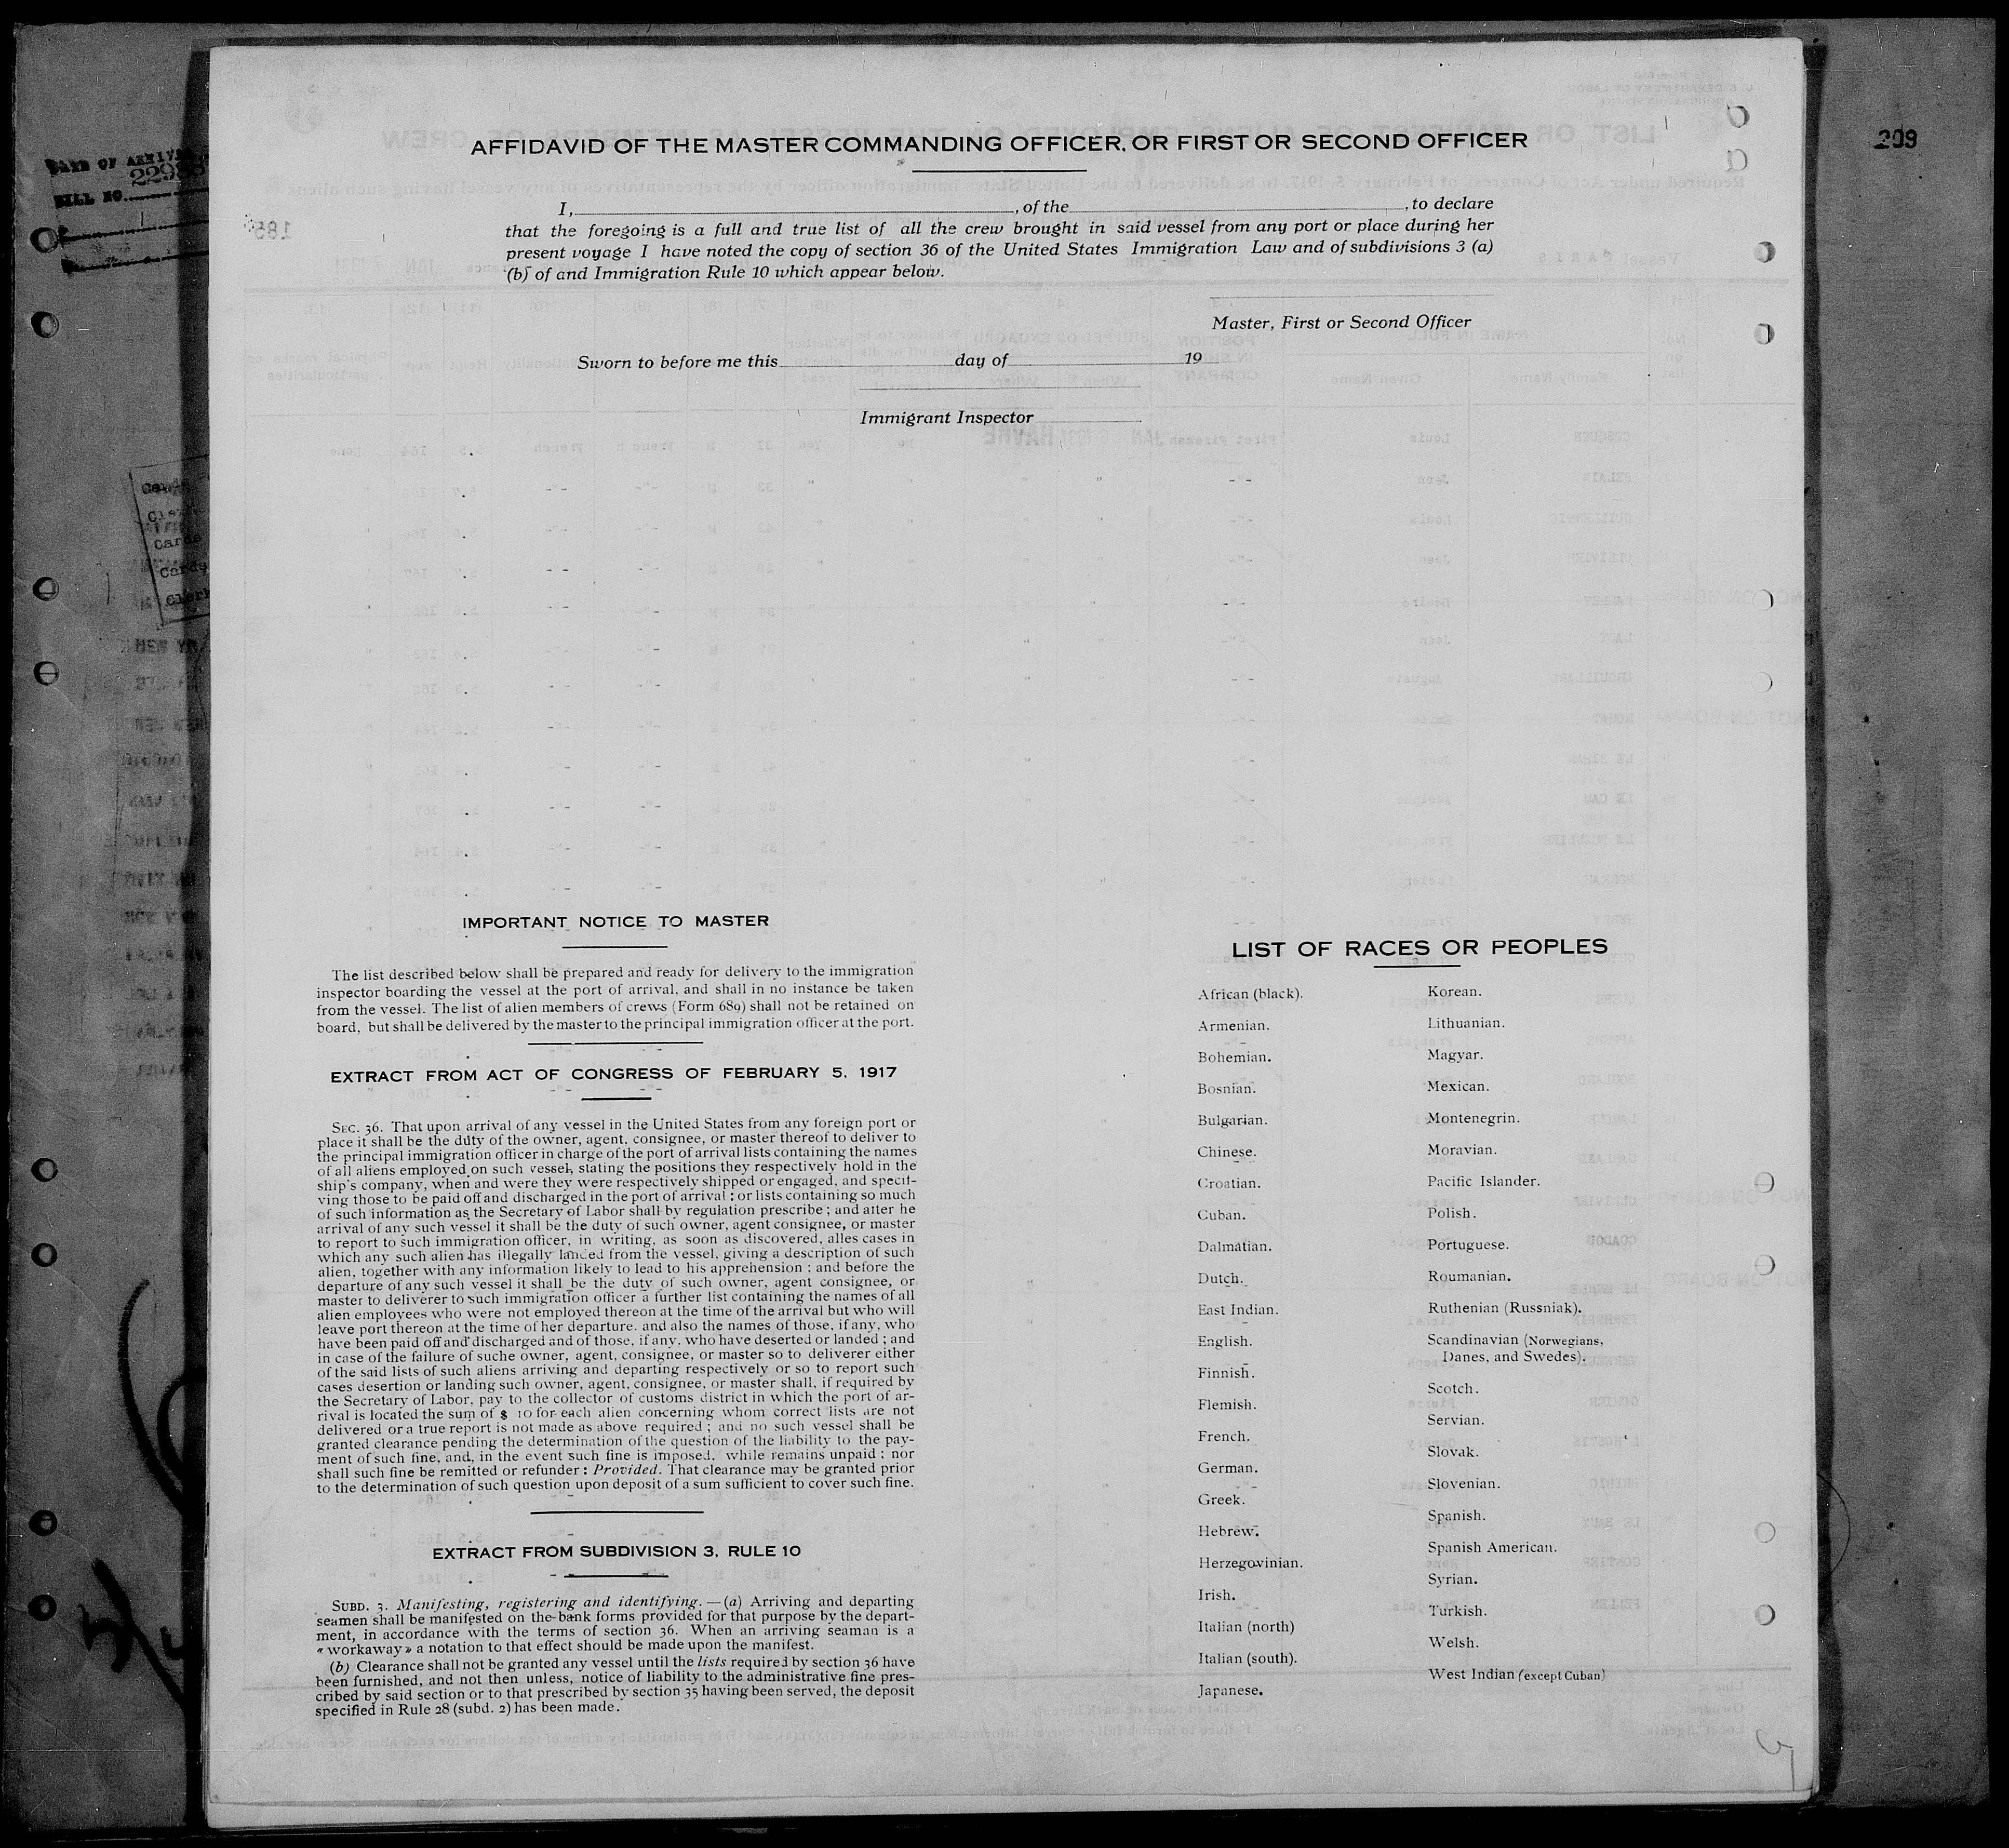 209
22988
AFFIDAVID OF THE MASTER COMMANDING OFFICER, OR FIRST OR SECOND OFFICER
I, , of the , to declare
that the foregoing is a full and true list of all the crew brought in said vessel from any port or place during her
present voyage I have noted the copy of section 36 of the United States Immigration Law and of subdivisions 3 (a)
(b) of and Immigration Rule 10 which appear below.
Master, First or Second Officer
Sworn to before me this day of 19
Immigrant Inspector
IMPORTANT NOTICE TO MASTER
The list described below shall be prepared and ready for delivery to the immigration
inspector boarding the vessel at the port of arrival, and shall in no instance be taken
from the vessel. The list of alien members of crews (Form 689) shall not be retained on
board, but shall be delivered by the master to the principal immigration officer at the port.
EXTRACT FROM ACT OF CONGRESS OF FEBRUARY 5, 1917
SEC. 36. That upon arrival of any vessel in the United States from any foreign port or
place it shall be the duty of the owner, agent, consignee, or master thereof to deliver to
the principal immigration officer in charge of the port of arrival lists containing the names
of all aliens employed on such vessel, stating the positions they respectively hold in the
ship's company, when and were they were respectively shipped or engaged, and specit-
ving those to be paid off and discharged in the port of arrival : or lists containing so much
of such information as the Secretary of Labor shall by regulation prescribe ; and atter he
arrival of any such vessel it shall be the duty of such owner, agent consignee, or master
to report to such immigration officer, in writing, as soon as discovered, alles cases in
which any such alien has illegally lanced from the vessel, giving a description of such
alien, together with any information likely to lead to his apprehension ; and before the
departure of any such vessel it shall be the duty of such owner, agent consignee, or
master to deliverer to such immigration officer a further list containing the names of all
alien employees who were not employed thereon at the time of the arrival but who will
leave port thereon at the time of her departure. and also the names of those, if any, who
have been paid off and discharged and of those, if any, who have deserted or landed ; and
in case of the failure of suche owner, agent, consignee, or master so to deliverer either
of the said lists of such aliens arriving and departing respectively or so to report such
cases desertion or landing such owner, agent, consignee, or master shall, if required by
the Secretary of Labor, pay to the collector of customs district in which the port of ar-
rival is located the sum of $ 10 for each alien concerning whom correct lists are not
delivered or a true report is not made as above required ; and no such vessel shall be
granted clearance pending the determination of the question of the liability to the pay-
ment of such fine, and, in the event such fine is imposed, while remains unpaid ; nor
shall such fine be remitted or refunder : Provided. That clearance may be granted prior
to the determination of such question upon deposit of a sum sufficient to cover such fine.
EXTRACT FROM SUBDIVISION 3, RULE 10
SUBD. 3. Manifesting, registering and identifying. — (a) Arriving and departing
seamen shall be manifested on the bank forms provided for that purpose by the depart-
ment, in accordance with the terms of section 36. When an arriving seaman is a
« workaway » a notation to that effect should be made upon the manifest.
(b) Clearance shall not be granted any vessel until the lists required by section 36 have
been furnished, and not then unless, notice of liability to the administrative fine pres-
cribed by said section or to that prescribed by section 35 having been served, the deposit
specified in Rule 28 (subd. 2) has been made.
LIST OF RACES OR PEOPLES
African (black).
Armenian.
Bohemian.
Bosnian.
Bulgarian.
Chinese.
Croatian.
Cuban.
Dalmatian.
Dutch.
East Indian.
English.
Finnish.
Flemish.
French.
German.
Greek.
Hebrew.
Herzegovinian.
Irish.
Italian (north)
Italian (south).
Japanese.
Korean.
Lithuanian.
Magyar.
Mexican.
Montenegrin.
Moravian.
Pacific Islander.
Polish.
Portuguese.
Roumanian.
Ruthenian (Russniak).
Scandinavian (Norwegians,
Danes, and Swedes).
Scotch.
Servian.
Slovak.
Slovenian.
Spanish.
Spanish American.
Syrian.
Turkish.
Welsh.
West Indian (except Cuban)